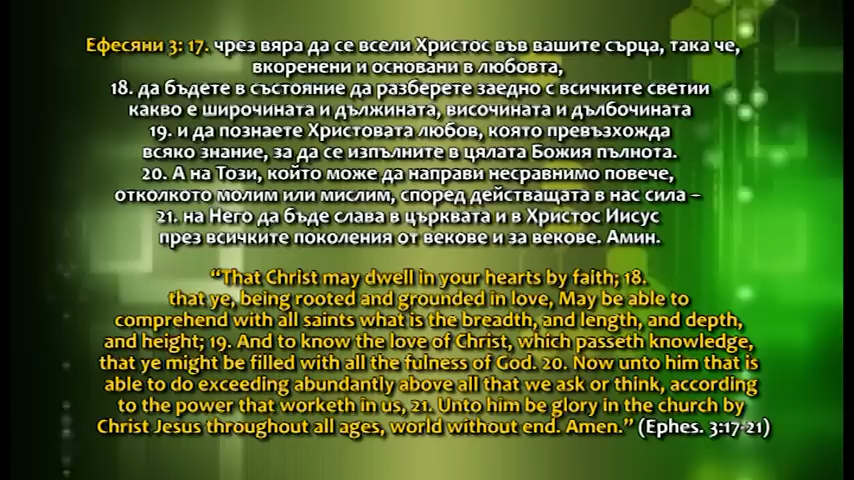 Ефесяни 3: 17. чрез вяра да се всели Христос във вашите сърца, така че,
вкоренени и основани в любовта,
18. да бъдете в състояние да разберете заедно с всичките светии
какво е широчината и дължината, височината и дълбочината
19. и да познаете Христовата любов, която превъзхожда
всяко знание, за да се изпълните в цялата Божия пълнота.
20. А на Този, който може да направи несравнимо повече,
отколкото молим или мислим, според действащата в нас сила –
21. на Него да бъде слава в църквата и в Христос Иисус
през всичките поколения от векове и за векове. Амин.
“That Christ may dwell in your hearts by faith; 18.
that ye, being rooted and grounded in love, May be able to
comprehend with all saints what is the breadth, and length, and depth,
and height; 19. And to know the love of Christ, which passeth knowledge,
that ye might be filled with all the fulness of God. 20. Now unto him that is
able to do exceeding abundantly above all that we ask or think, according
to the power that worketh in us, 21. Unto him be glory in the church by
Christ Jesus throughout all ages, world without end. Amen.” (Ephes. 3:17-21)